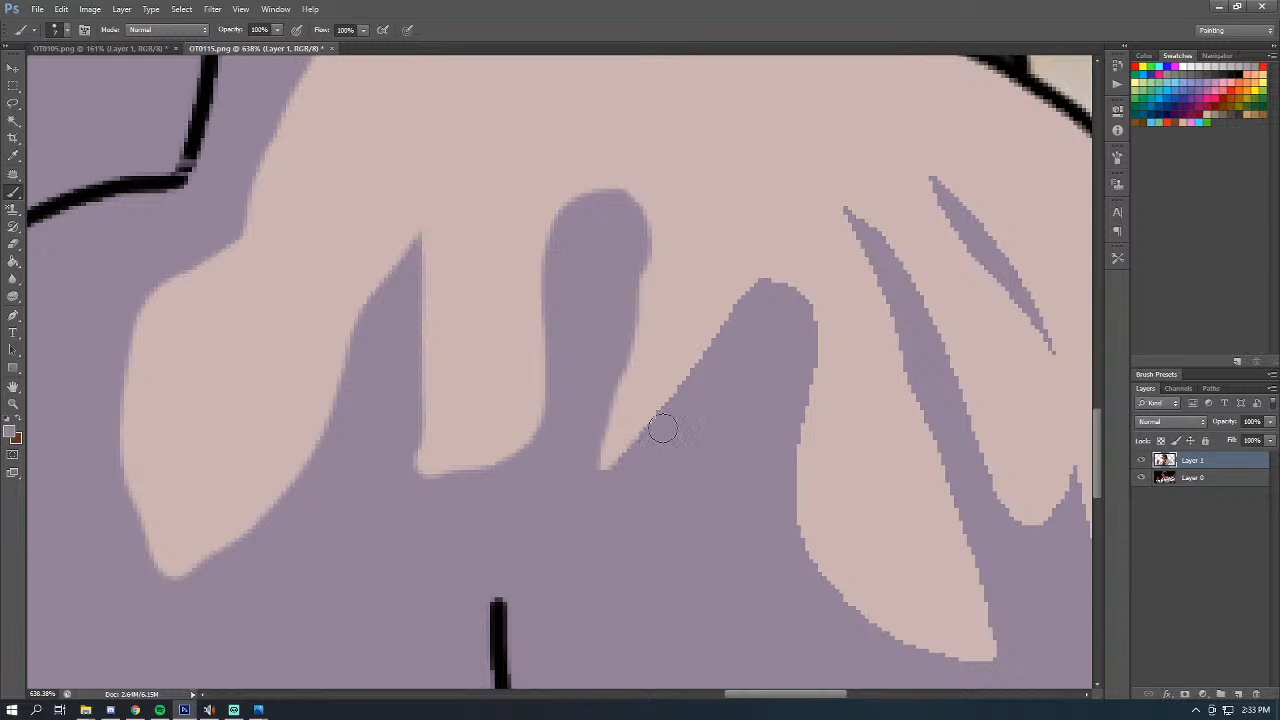 Ps File Edit Image Layer Type Select Filter View Window Help
Mode: Normal Opacity: 100% Flow: 100% Painting
OT0105.png @ 161% (Layer 1, RGB/8) * × OT0115.png @ 638% (Layer 1, RGB/8) * ×
Color Swatches Navigator
Brush Presets
Layers Channels Paths
Kind
Normal Opacity: 100%
Lock: Fill: 100%
Layer 1
Layer 0
638.38% Doc: 2.64M/6.15M
2:33 PM